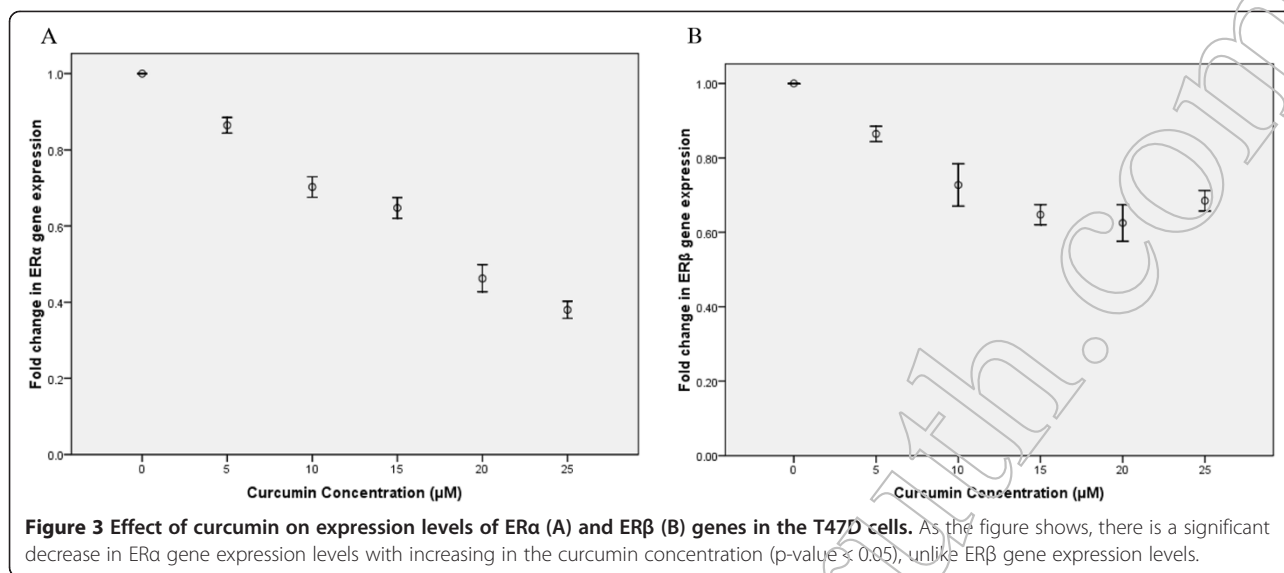 A
B
Fold change in ERα gene expression
1.0
0.8
0.6
0.4
0.2
0.0
0 5 10 15 20 25
Curcumin Concentration (µM)
Fold change in ERβ gene expression
1.00
0.80
0.60
0.40
0.20
0.00
0 5 10 15 20 25
Curcumin Concentration (µM)
Figure 3 Effect of curcumin on expression levels of ERα (A) and ERβ (B) genes in the T47D cells. As the figure shows, there is a significant
decrease in ERα gene expression levels with increasing in the curcumin concentration (p-value < 0.05), unlike ERβ gene expression levels.
uth.com